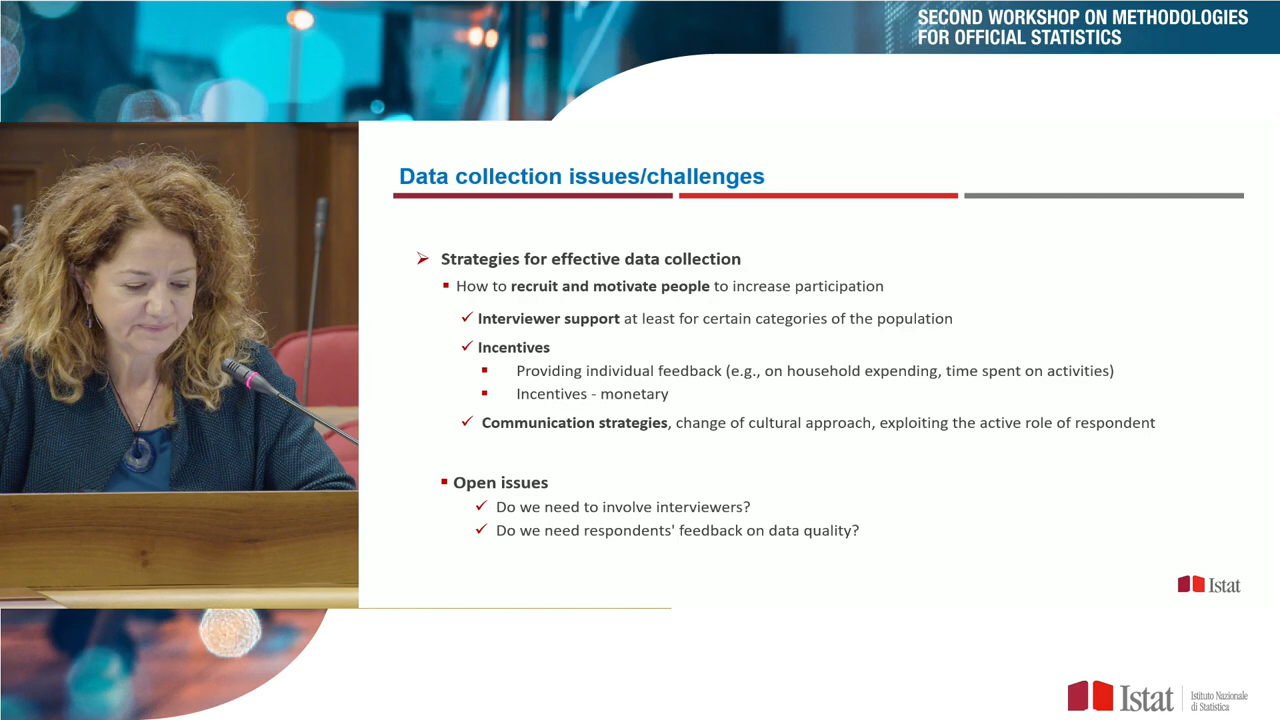 SECOND WORKSHOP ON METHODOLOGIES
FOR OFFICIAL STATISTICS
Data collection issues/challenges
Strategies for effective data collection
How to recruit and motivate people to increase participation
Interviewer support at least for certain categories of the population
Incentives
Providing individual feedback (e.g., on household expending, time spent on activities)
Incentives - monetary
Communication strategies, change of cultural approach, exploiting the active role of respondent
Open issues
Do we need to involve interviewers?
Do we need respondents' feedback on data quality?
Istat
Istat
Istituto Nazionale
di Statistica